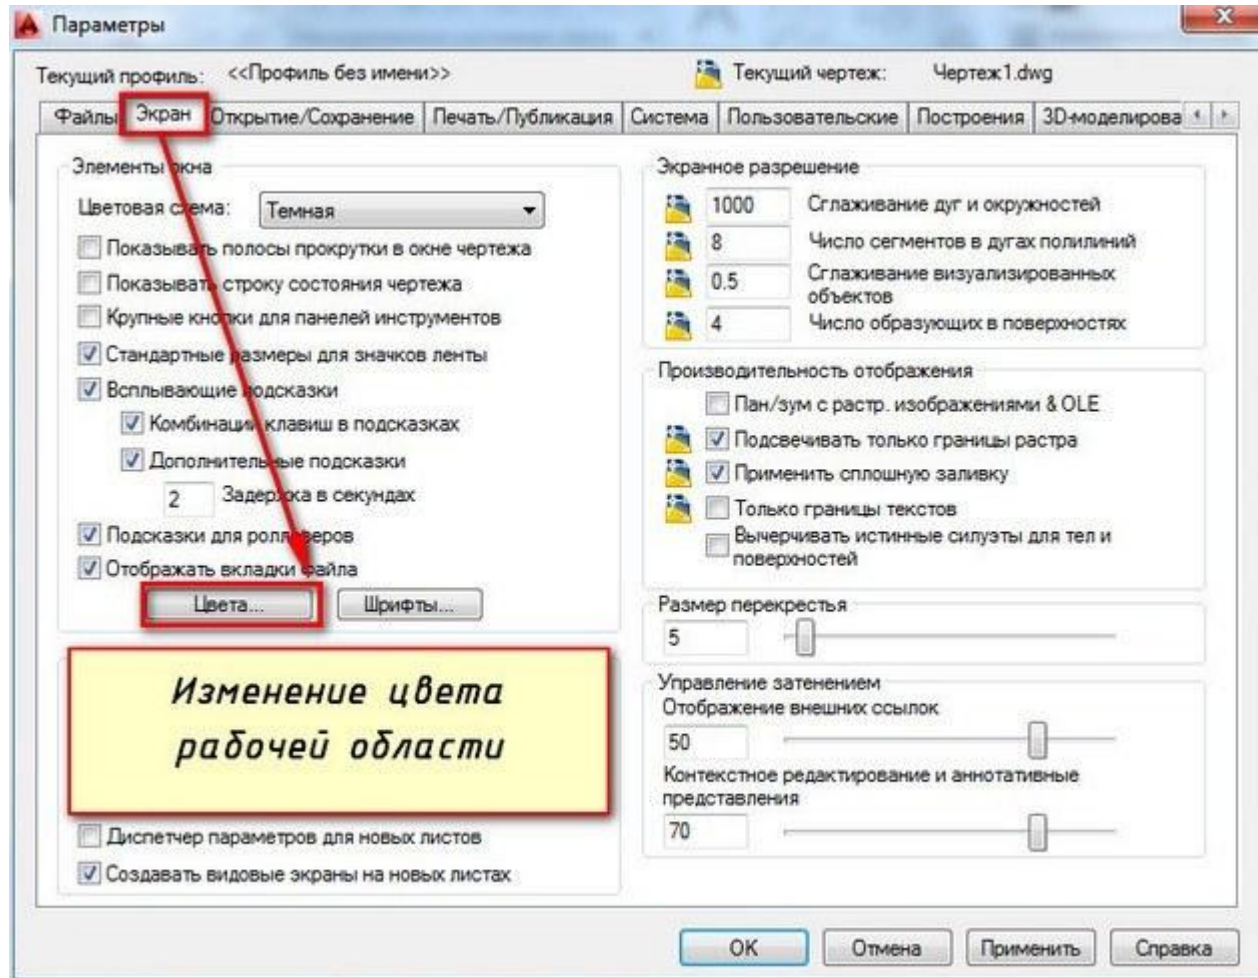 Параметры
Текущий профиль: <<Профиль без имени>> Текущий чертеж: Чертеж1.dwg
Файлы Экран Открытие/Сохранение Печать/Публикация Система Пользовательские Построения 3D-моделирова
Элементы окна
Цветовая схема: Темная
Показывать полосы прокрутки в окне чертежа
Показывать строку состояния чертежа
Крупные кнопки для панелей инструментов
Стандартные размеры для значков ленты
Всплывающие подсказки
Комбинации клавиш в подсказках
Дополнительные подсказки
2 Задержка в секундах
Подсказки для ролловеров
Отображать вкладки файла
Цвета... Шрифты...
Изменение цвета
рабочей области
Диспетчер параметров для новых листов
Создавать видовые экраны на новых листах
Экранное разрешение
1000 Сглаживание дуг и окружностей
8 Число сегментов в дугах полилиний
0.5 Сглаживание визуализированных
объектов
4 Число образующих в поверхностях
Производительность отображения
Пан/зум с растр. изображениями & OLE
Подсвечивать только границы растра
Применить сплошную заливку
Только границы текстов
Вычерчивать истинные силуэты для тел и
поверхностей
Размер перекрестья
5
Управление затенением
Отображение внешних ссылок
50
Контекстное редактирование и аннотативные
представления
70
OK Отмена Применить Справка